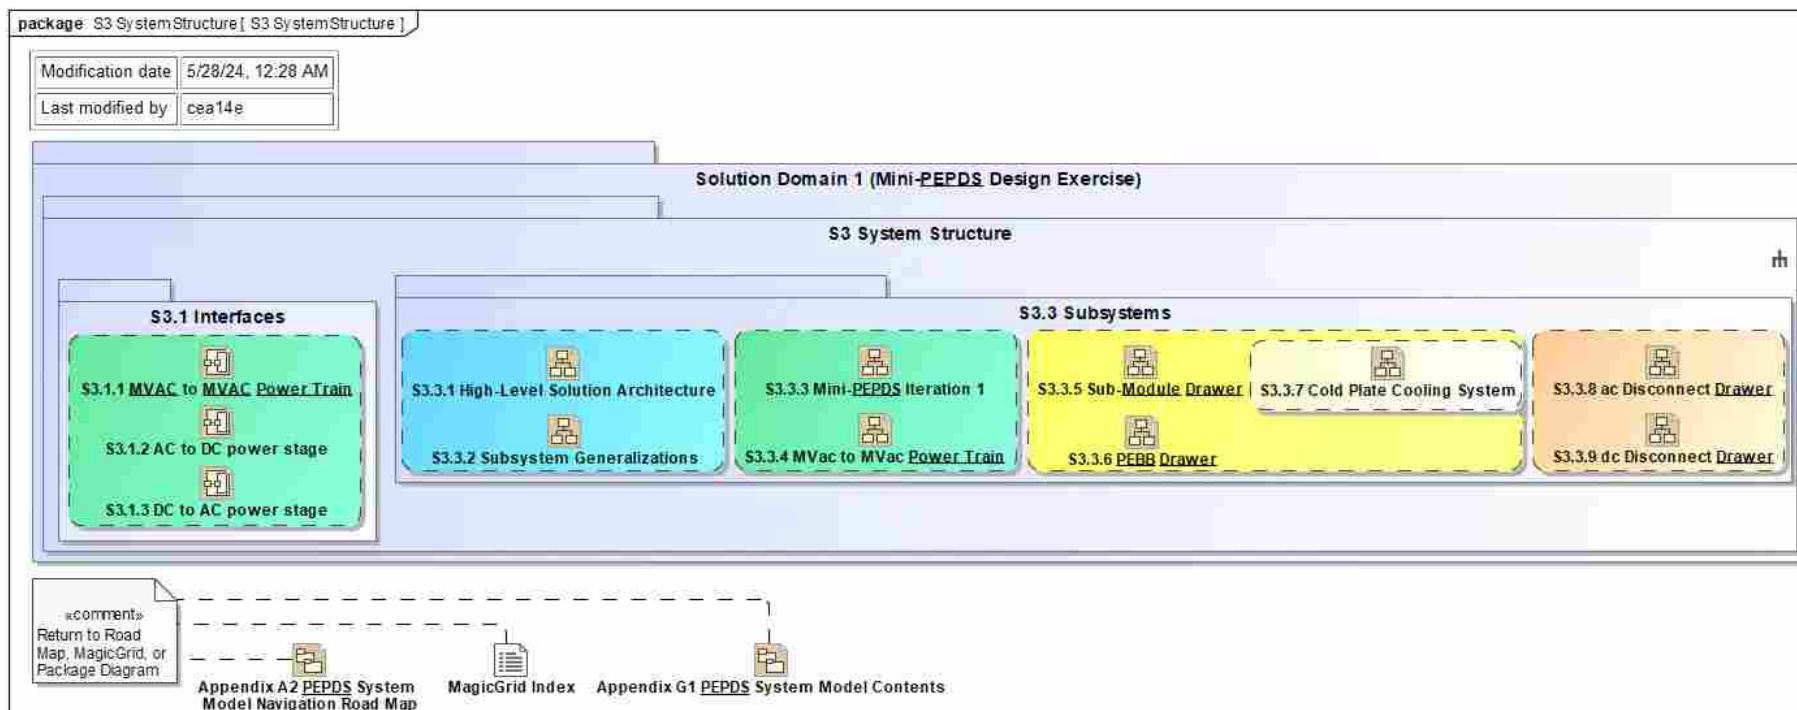 package S3 System Structure [ S3 System Structure ]
Modification date 5/28/24, 12:28 AM
Last modified by cea14e
Solution Domain 1 (Mini-PEPDS Design Exercise)
S3 System Structure
S3.1 Interfaces
S3.1.1 MVAC to MVAC Power Train
S3.1.2 AC to DC power stage
S3.1.3 DC to AC power stage
S3.3 Subsystems
S3.3.1 High-Level Solution Architecture
S3.3.2 Subsystem Generalizations
S3.3.3 Mini-PEPDS Iteration 1
S3.3.4 MVac to MVac Power Train
S3.3.5 Sub-Module Drawer
S3.3.6 PEBB Drawer
S3.3.7 Cold Plate Cooling System
S3.3.8 ac Disconnect Drawer
S3.3.9 dc Disconnect Drawer
«comment»
Return to Road
Map, MagicGrid, or
Package Diagram
Appendix A2 PEPDS System
Model Navigation Road Map
MagicGrid Index
Appendix G1 PEPDS System Model Contents